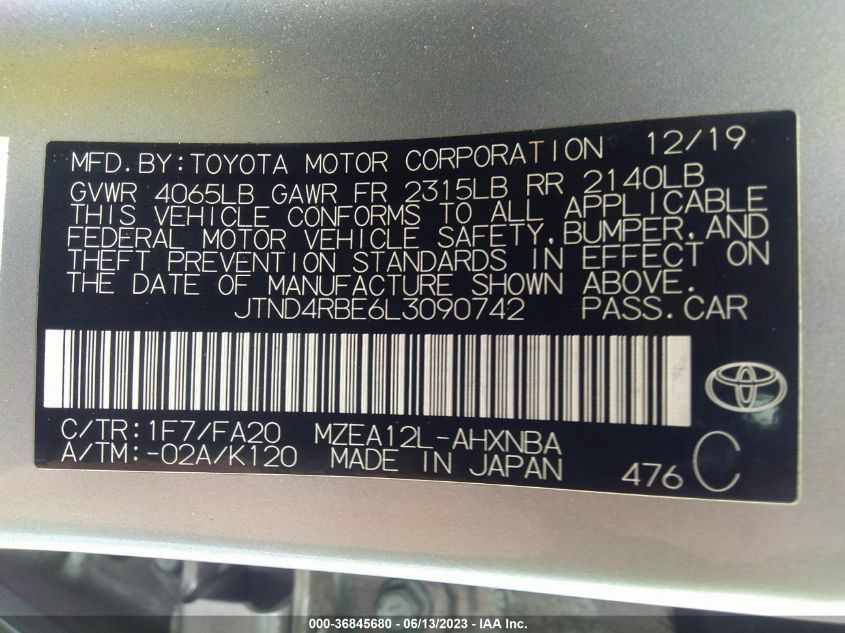 MFD.BY:TOYOTA MOTOR CORPORATION 12/19
GVWR 4065LB GAWR FR 2315LB RR 2140LB
THIS VEHICLE CONFORMS TO ALL APPLICABLE
FEDERAL MOTOR VEHICLE SAFETY,BUMPER,AND
THEFT PREVENTION STANDARDS IN EFFECT ON
THE DATE OF MANUFACTURE SHOWN ABOVE.
JTND4RBE6L3090742 PASS.CAR
C/TR:1F7/FA20 MZEA12L-AHXNBA
A/TM:-02A/K120 MADE IN JAPAN 476 C
000-36845680 / 06/13/2023 - IAA Inc.